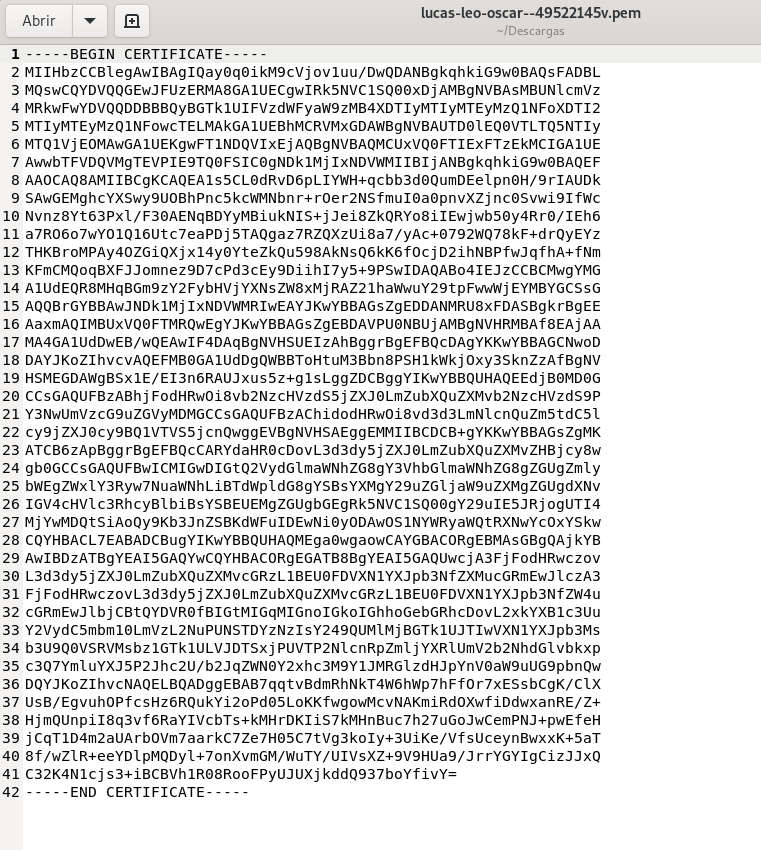 Abrir
lucas-leo-oscar--49522145v.pem
~/Descargas
1 -----BEGIN CERTIFICATE-----
2 MIIHbzCCBlegAwIBAgIQay0q0ikM9cVjov1uu/DwQDANBgkqhkiG9w0BAQsFADBL
3 MQswCQYDVQQGEwJFUzERMA8GA1UECgwIRk5NVC1SQ00xDjAMBgNVBAsMBUNlcmVz
4 MRkwFwYDVQQDDBBBQyBGTk1UIFVzdWFyaW9zMB4XDTIyMTIyMTEyMzQ1NFoXDTI2
5 MTIyMTEyMzQ1NFowcTELMAkGA1UEBhMCRVMxGDAWBgNVBAUTD0lEQ0VTLTQ5NTIy
6 MTQ1VjEOMAwGA1UEKgwFT1NDQVIxEjAQBgNVBAQMCUxVQ0FTIExFTzEkMCIGA1UE
7 AwwbTFVDQVMgTEVPIE9TQ0FSIC0gNDk1MjIxNDVWMIIBIjANBgkqhkiG9w0BAQEF
8 AAOCAQ8AMIIBCgKCAQEA1s5CL0dRvD6pLIYWH+qcbb3d0QumDEelpn0H/9rIAUDk
9 SAwGEMghcYXSwy9UOBhPnc5kcWMNbnr+rOer2NSfmuI0a0pnvXZjnc0Svwi9IfWc
10 Nvnz8Yt63Pxl/F30AENqBDYyMBiukNIS+jJei8ZkQRYo8iIEwjwb50y4Rr0/IEh6
11 a7RO6o7wYO1Q16Utc7eaPDj5TAQgaz7RZQXzUi8a7/yAc+0792WQ78kF+drQyEYz
12 THKBroMPAy4OZGiQXjx14y0YteZkQu598AkNsQ6kK6fOcjD2ihNBPfwJqfhA+fNm
13 KFmCMQoqBXFJJomnez9D7cPd3cEy9DiihI7y5+9PSwIDAQABo4IEJzCCBCMwgYMG
14 A1UdEQR8MHqBGm9zY2FybHVjYXNsZW8xMjRAZ21haWwuY29tpFwwWjEYMBYGCSsG
15 AQQBrGYBBAwJNDk1MjIxNDVWMRIwEAYJKwYBBAGsZgEDDANMRU8xFDASBgkrBgEE
16 AaxmAQIMBUxVQ0FTMRQwEgYJKwYBBAGsZgEBDAVPU0NBUjAMBgNVHRMBAf8EAjAA
17 MA4GA1UdDwEB/wQEAwIF4DAqBgNVHSUEIzAhBggrBgEFBQcDAgYKKwYBBAGCNwoD
18 DAYJKoZIhvcvAQEFMB0GA1UdDgQWBBToHtuM3Bbn8PSH1kWkjOxy3SknZzAfBgNV
19 HSMEGDAWgBSx1E/EI3n6RAUJxus5z+g1sLggZDCBggYIKwYBBQUHAQEEdjB0MD0G
20 CCsGAQUFBzABhjFodHRwOi8vb2NzcHVzdS5jZXJ0LmZubXQuZXMvb2NzcHVzdS9P
21 Y3NwUmVzcG9uZGVyMDMGCCsGAQUFBzAChidodHRwOi8vd3d3LmNlcnQuZm5tdC5l
22 cy9jZXJ0cy9BQ1VTVS5jcnQwggEVBgNVHSAEggEMMIIBCDCB+gYKKwYBBAGsZgMK
23 ATCB6zApBggrBgEFBQcCARYdaHR0cDovL3d3dy5jZXJ0LmZubXQuZXMvZHBjcy8w
24 gb0GCCsGAQUFBwICMIGwDIGtQ2VydGlmaWNhZG8gY3VhbGlmaWNhZG8gZGUgZmly
25 bWEgZWxlY3Ryw7NuaWNhLiBTdWpldG8gYSBsYXMgY29uZGljaW9uZXMgZGUgdXNv
26 IGV4cHVlc3RhcyBlbiBsYSBEUEMgZGUgbGEgRk5NVC1SQ00gY29uIE5JRjogUTI4
27 MjYwMDQtSiAoQy9Kb3JnZSBKdWFuIDEwNi0yODAwOS1NYWRyaWQtRXNwYcOxYSkw
28 CQYHBACL7EABADCBugYIKwYBBQUHAQMEga0wgaowCAYGBACORgEBMAsGBgQAjkYB
29 AwIBDzATBgYEAI5GAQYwCQYHBACORgEGATB8BgYEAI5GAQUwcjA3FjFodHRwczov
30 L3d3dy5jZXJ0LmZubXQuZXMvcGRzL1BEU0FDVXN1YXJpb3NfZXMucGRmEwJlczA3
31 FjFodHRwczovL3d3dy5jZXJ0LmZubXQuZXMvcGRzL1BEU0FDVXN1YXJpb3NfZW4u
32 cGRmEwJlbjCBtQYDVR0fBIGtMIGqMIGnoIGkoIGhhoGebGRhcDovL2xkYXB1c3Uu
33 Y2VydC5mbm10LmVzL2NuPUNSTDYzNzIsY249QUMlMjBGTk1UJTIwVXN1YXJpb3Ms
34 b3U9Q0VSRVMsbz1GTk1ULVJDTSxjPUVTP2NlcnRpZmljYXRlUmV2b2NhdGlvbkxp
35 c3Q7YmluYXJ5P2Jhc2U/b2JqZWN0Y2xhc3M9Y1JMRGlzdHJpYnV0aW9uUG9pbnQw
36 DQYJKoZIhvcNAQELBQADggEBAB7qqtvBdmRhNkT4W6hWp7hFfOr7xESsbCgK/ClX
37 UsB/EgvuhOPfcsHz6RQukYi2oPd05LoKKfwgowMcvNAKmiRdOXwfiDdwxanRE/Z+
38 HjmQUnpiI8q3vf6RaYIVcbTs+kMHrDKIiS7kMHnBuc7h27uGoJwCemPNJ+pwEfeH
39 jCqT1D4m2aUArbOVm7aarkC7Ze7H05C7tVg3koIy+3UiKe/VfsUceynBwxxK+5aT
40 8f/wZlR+eeYDlpMQDyl+7onXvmGM/WuTY/UIVsXZ+9V9HUa9/JrrYGYIgCizJJxQ
41 C32K4N1cjs3+iBCBVh1R08RooFPyUJUXjkddQ937boYfivY=
42 -----END CERTIFICATE-----